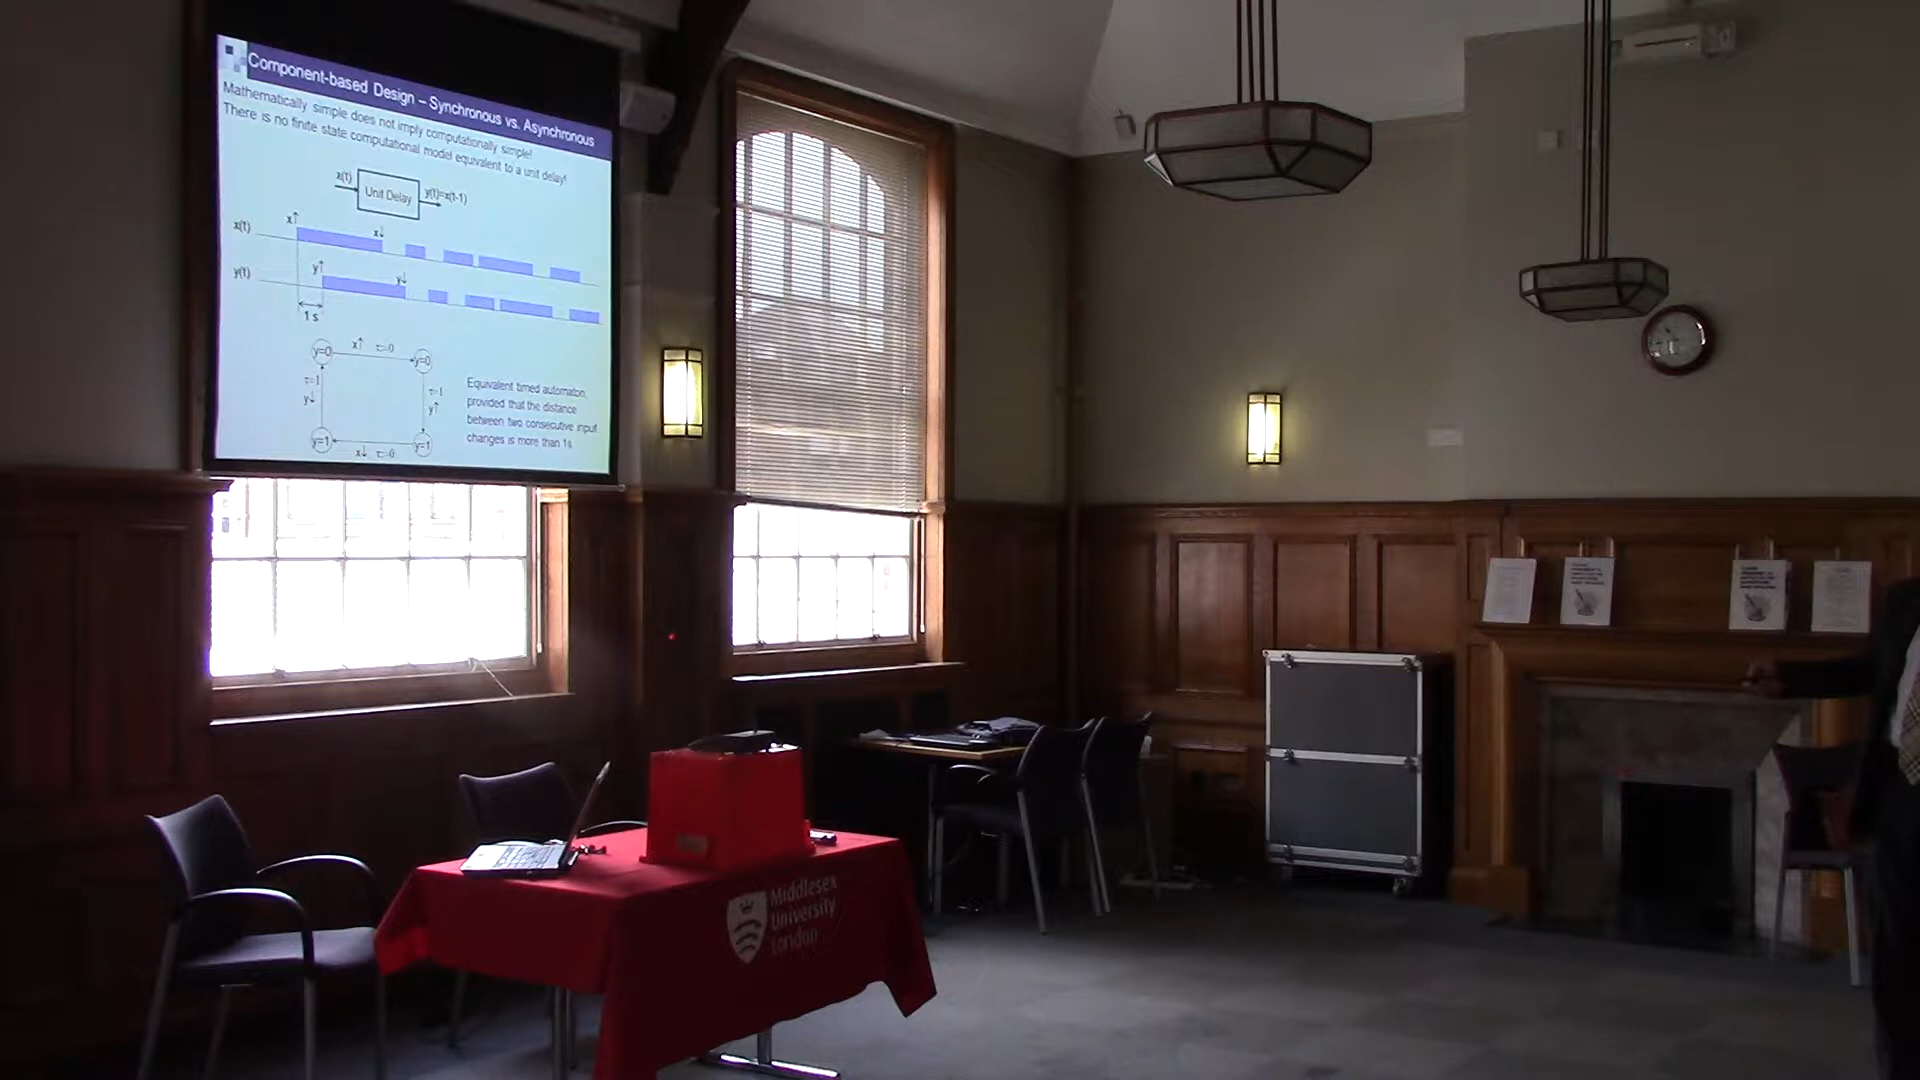 Component-based Design – Synchronous vs. Asynchronous
Mathematically simple does not imply computationally simple!
There is no finite state computational model equivalent to a unit delay!
x(t)
Unit Delay
y(t)=x(t-1)
x↑
x(t)
x↓
y↑
y(t)
y↓
1 s
y=0
x↑ τ:=0
y=0
τ=1
y↓
τ=1
y↑
y=1
x↓ τ:=0
y=1
Equivalent timed automaton,
provided that the distance
between two consecutive input
changes is more than 1s.
Middlesex
University
London